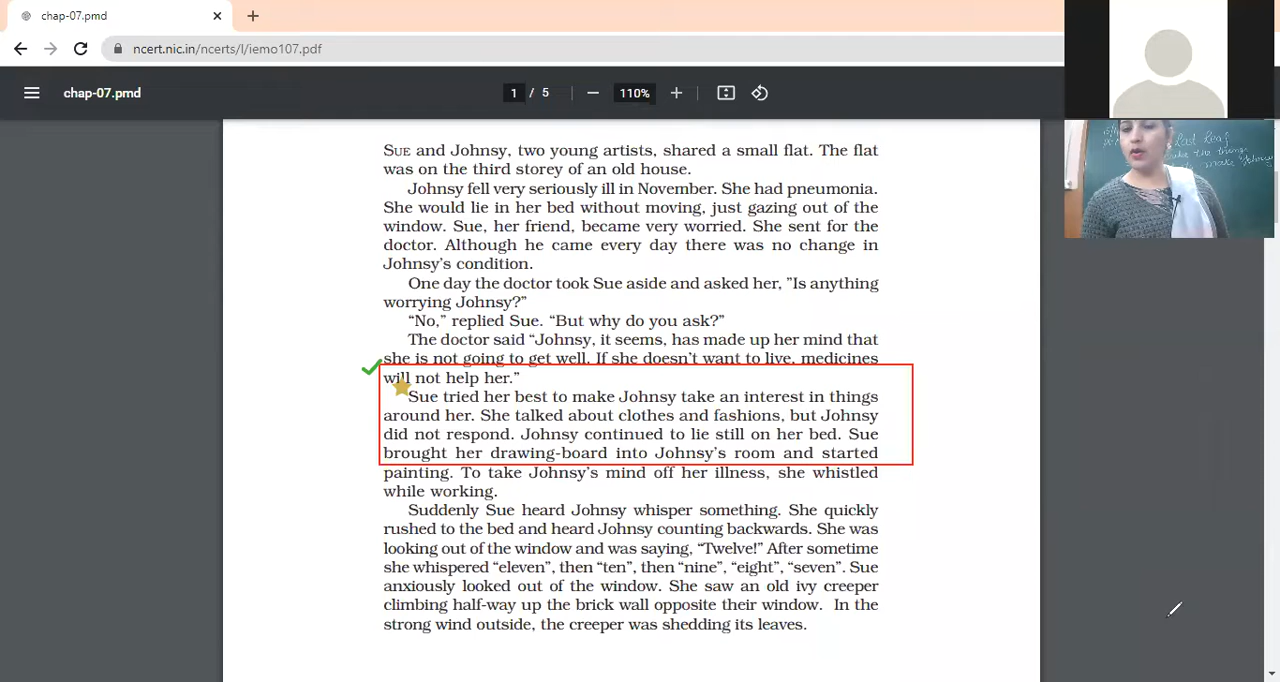 chap-07.pmd
ncert.nic.in/ncerts/l/iemo107.pdf
chap-07.pmd
1 / 5
110%
Last Leaf
SUE and Johnsy, two young artists, shared a small flat. The flat
was on the third storey of an old house.
Johnsy fell very seriously ill in November. She had pneumonia.
She would lie in her bed without moving, just gazing out of the
window. Sue, her friend, became very worried. She sent for the
doctor. Although he came every day there was no change in
Johnsy's condition.
One day the doctor took Sue aside and asked her, ”Is anything
worrying Johnsy?”
“No,” replied Sue. “But why do you ask?”
The doctor said “Johnsy, it seems, has made up her mind that
she is not going to get well. If she doesn’t want to live, medicines
will not help her.”
Sue tried her best to make Johnsy take an interest in things
around her. She talked about clothes and fashions, but Johnsy
did not respond. Johnsy continued to lie still on her bed. Sue
brought her drawing-board into Johnsy’s room and started
painting. To take Johnsy’s mind off her illness, she whistled
while working.
Suddenly Sue heard Johnsy whisper something. She quickly
rushed to the bed and heard Johnsy counting backwards. She was
looking out of the window and was saying, “Twelve!” After sometime
she whispered “eleven”, then “ten”, then “nine”, “eight”, “seven”. Sue
anxiously looked out of the window. She saw an old ivy creeper
climbing half-way up the brick wall opposite their window. In the
strong wind outside, the creeper was shedding its leaves.